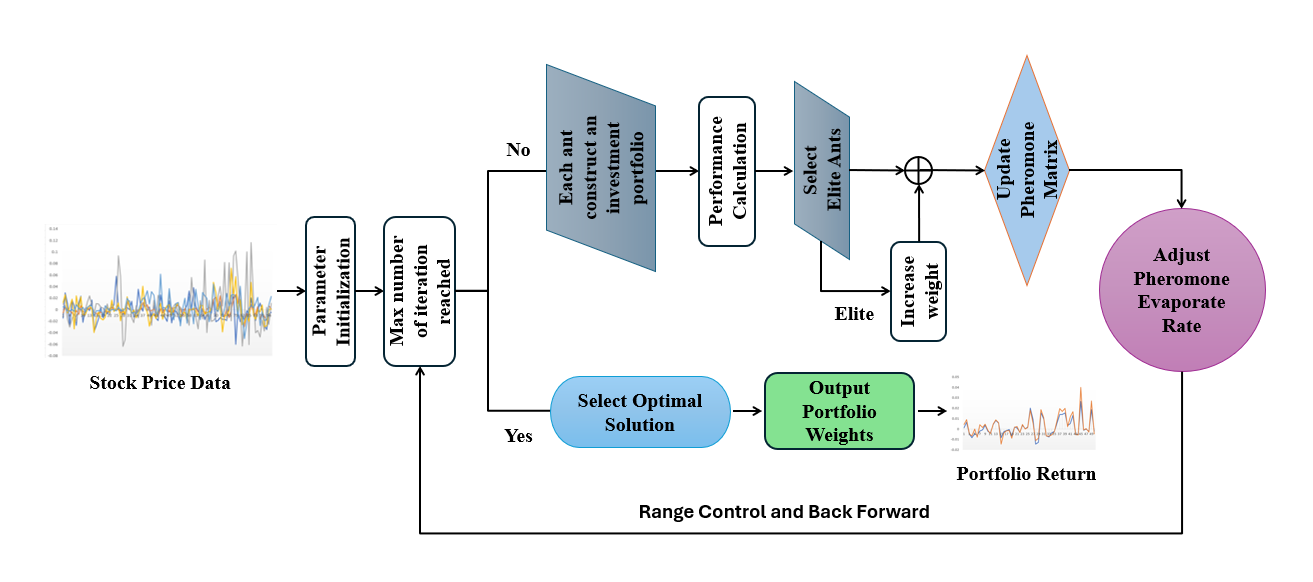 Stock Price Data
Parameter
Initialization
Max number
of iteration
reached
No
Each ant
construct an
investment
portfolio
Performance
Calculation
Select
Elite Ants
Elite
Increase
weight
Update
Pheromone
Matrix
Adjust
Pheromone
Evaporate
Rate
Yes
Select Optimal
Solution
Output
Portfolio
Weights
Portfolio Return
Range Control and Back Forward